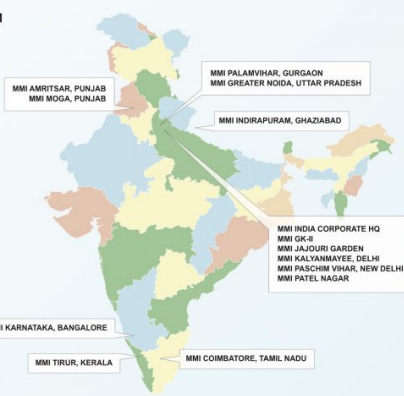 MMI AMRITSAR, PUNJAB
MMI MOGA, PUNJAB
MMI PALAMVIHAR, GURGAON
MMI GREATER NOIDA, UTTAR PRADESH
MMI INDIRAPURAM, GHAZIABAD
MMI INDIA CORPORATE HQ
MMI GK-II
MMI JAJOURI GARDEN
MMI KALYANMAYEE, DELHI
MMI PASCHIM VIHAR, NEW DELHI
MMI PATEL NAGAR
I KARNATAKA, BANGALORE
MMI TIRUR, KERALA
MMI COIMBATORE, TAMIL NADU